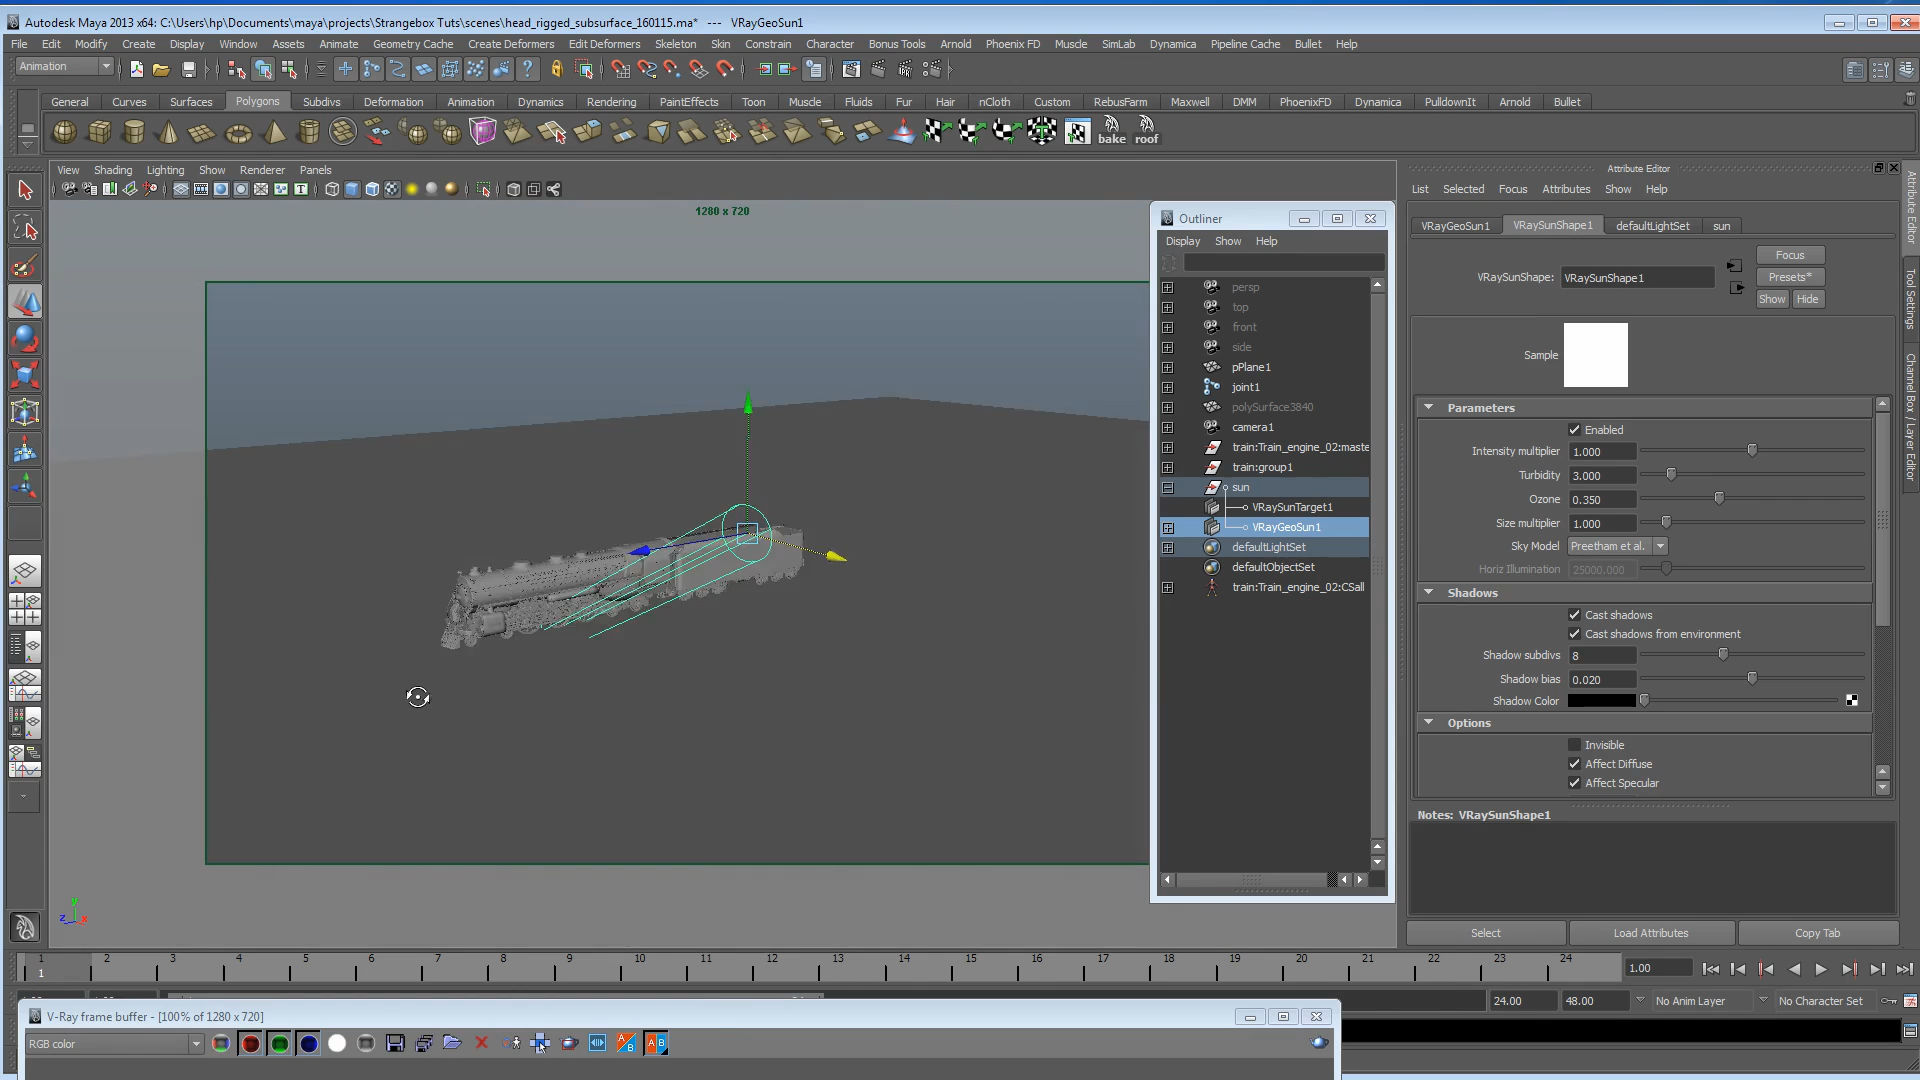 Autodesk Maya 2013 x64: C:\Users\hp\Documents\maya\projects\Strangebox Tuts\scenes\head_rigged_subsurface_160115.ma* --- VRayGeoSun1
File Edit Modify Create Display Window Assets Animate Geometry Cache Create Deformers Edit Deformers Skeleton Skin Constrain Character Bonus Tools Arnold Phoenix FD Muscle SimLab Dynamica Pipeline Cache Bullet Help
Animation
General Curves Surfaces Polygons Subdivs Deformation Animation Dynamics Rendering PaintEffects Toon Muscle Fluids Fur Hair nCloth Custom RebusFarm Maxwell DMM PhoenixFD Dynamica PulldownIt Arnold Bullet
bake roof
View Shading Lighting Show Renderer Panels
1280 x 720
Outliner
Display Show Help
persp
top
front
side
pPlane1
joint1
polySurface3840
camera1
train:Train_engine_02:maste
train:group1
sun
VRaySunTarget1
VRayGeoSun1
defaultLightSet
defaultObjectSet
train:Train_engine_02:CSall
Attribute Editor
List Selected Focus Attributes Show Help
VRayGeoSun1 VRaySunShape1 defaultLightSet sun
Focus
VRaySunShape: VRaySunShape1
Presets*
Show Hide
Sample
Parameters
Enabled
Intensity multiplier 1.000
Turbidity 3.000
Ozone 0.350
Size multiplier 1.000
Sky Model Preetham et al.
Horiz Illumination 25000.000
Shadows
Cast shadows
Cast shadows from environment
Shadow subdivs 8
Shadow bias 0.020
Shadow Color
Options
Invisible
Affect Diffuse
Affect Specular
Notes: VRaySunShape1
Select Load Attributes Copy Tab
Attribute Editor
Tool Settings
Channel Box / Layer Editor
y
z x
1 2 3 4 5 6 7 8 9 10 11 12 13 14 15 16 17 18 19 20 21 22 23 24
1
1.00
24.00 48.00 No Anim Layer No Character Set
V-Ray frame buffer - [100% of 1280 x 720]
RGB color